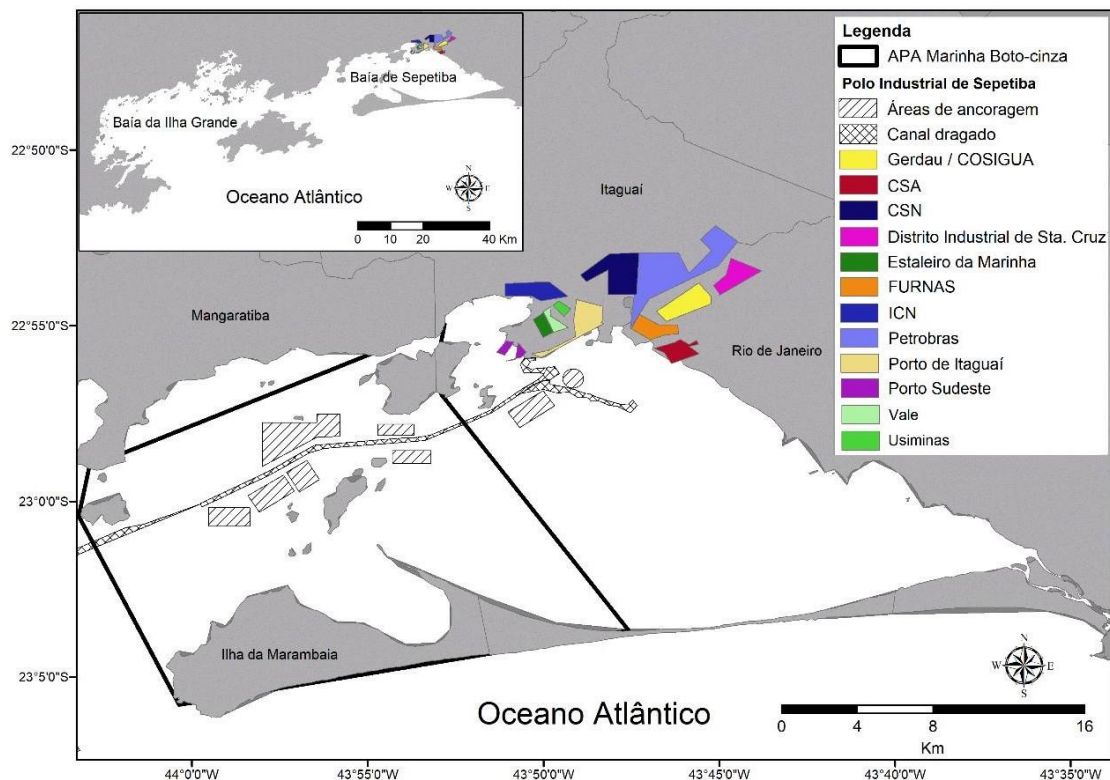 Baía de Sepetiba
Baía da Ilha Grande
Oceano Atlântico
N
W E
S
0 10 20 40 Km
22°50'0"S
22°55'0"S
23°0'0"S
23°5'0"S
Itaguaí
Mangaratiba
Rio de Janeiro
Ilha da Marambaia
Oceano Atlântico
N
W E
S
0 4 8 16
Km
44°0'0"W 43°55'0"W 43°50'0"W 43°45'0"W 43°40'0"W 43°35'0"W
Legenda
APA Marinha Boto-cinza
Polo Industrial de Sepetiba
Áreas de ancoragem
Canal dragado
Gerdau / COSIGUA
CSA
CSN
Distrito Industrial de Sta. Cruz
Estaleiro da Marinha
FURNAS
ICN
Petrobras
Porto de Itaguaí
Porto Sudeste
Vale
Usiminas